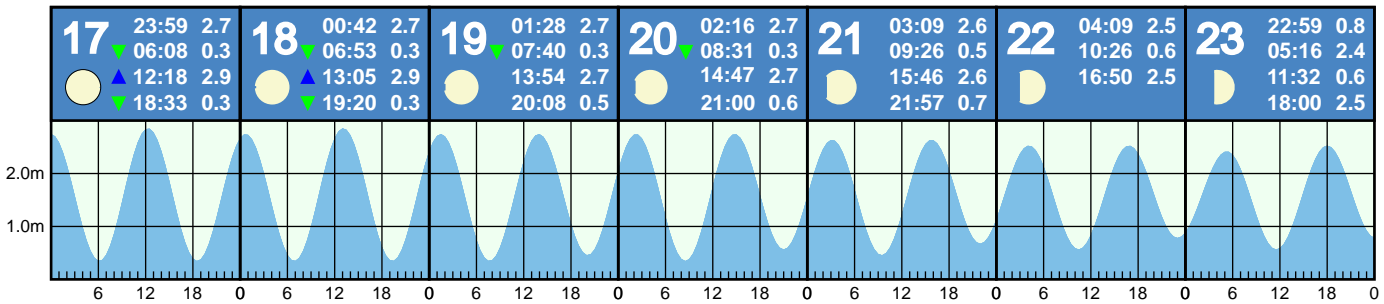 17 23:59 2.7
▼ 06:08 0.3
▲ 12:18 2.9
▼ 18:33 0.3
18 00:42 2.7
▼ 06:53 0.3
▲ 13:05 2.9
▼ 19:20 0.3
19 01:28 2.7
▼ 07:40 0.3
13:54 2.7
20:08 0.5
20 02:16 2.7
▼ 08:31 0.3
14:47 2.7
21:00 0.6
21 03:09 2.6
09:26 0.5
15:46 2.6
21:57 0.7
22 04:09 2.5
10:26 0.6
16:50 2.5
23 22:59 0.8
05:16 2.4
11:32 0.6
18:00 2.5
2.0m
1.0m
6 12 18 0 6 12 18 0 6 12 18 0 6 12 18 0 6 12 18 0 6 12 18 0 6 12 18 0